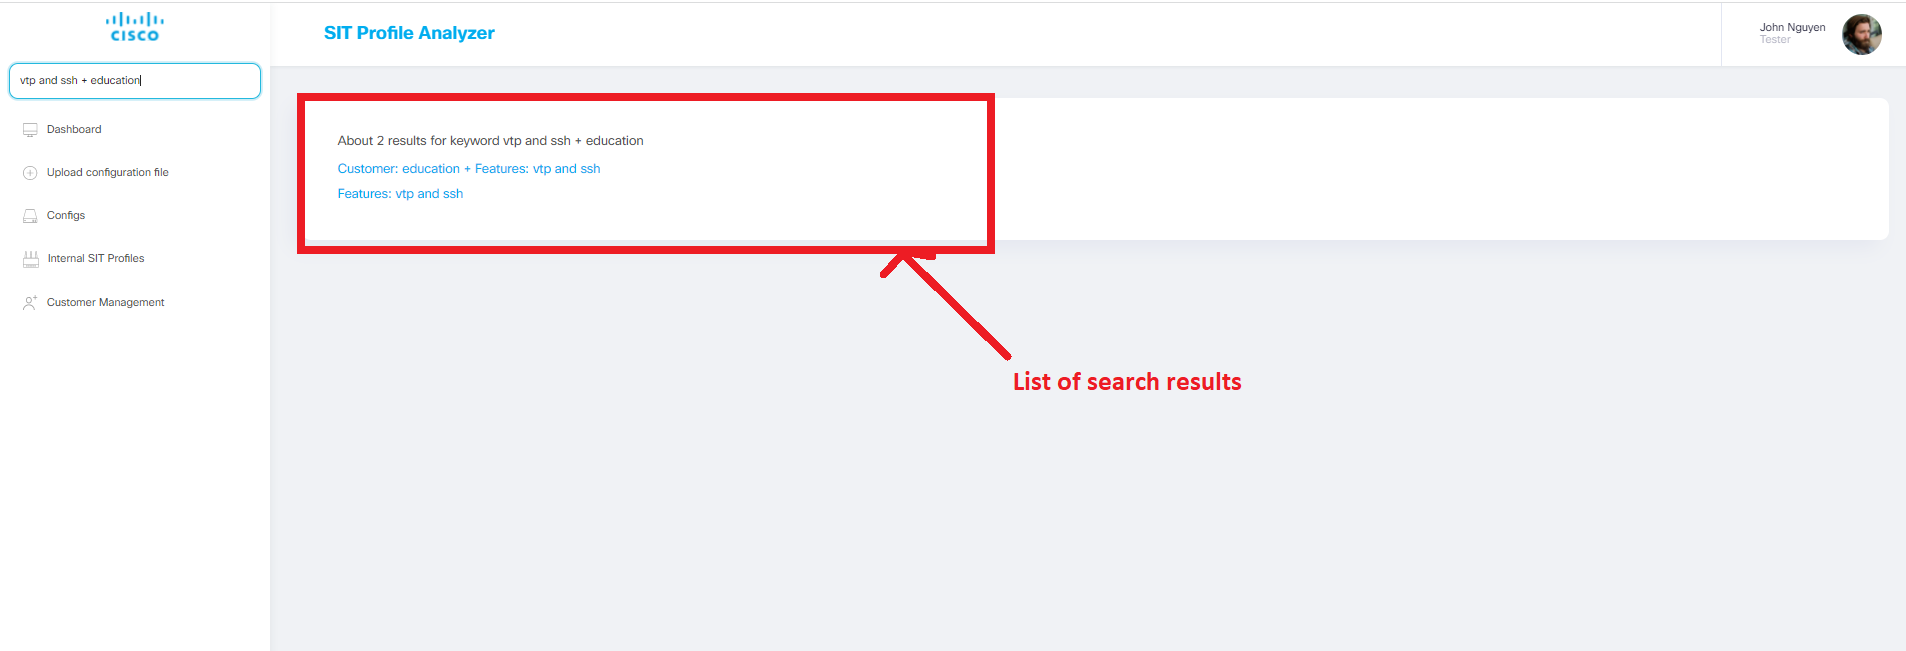 CISCO
SIT Profile Analyzer
John Nguyen
Tester
vtp and ssh + education
Dashboard
Upload configuration file
Configs
Internal SIT Profiles
Customer Management
About 2 results for keyword vtp and ssh + education
Customer: education + Features: vtp and ssh
Features: vtp and ssh
List of search results